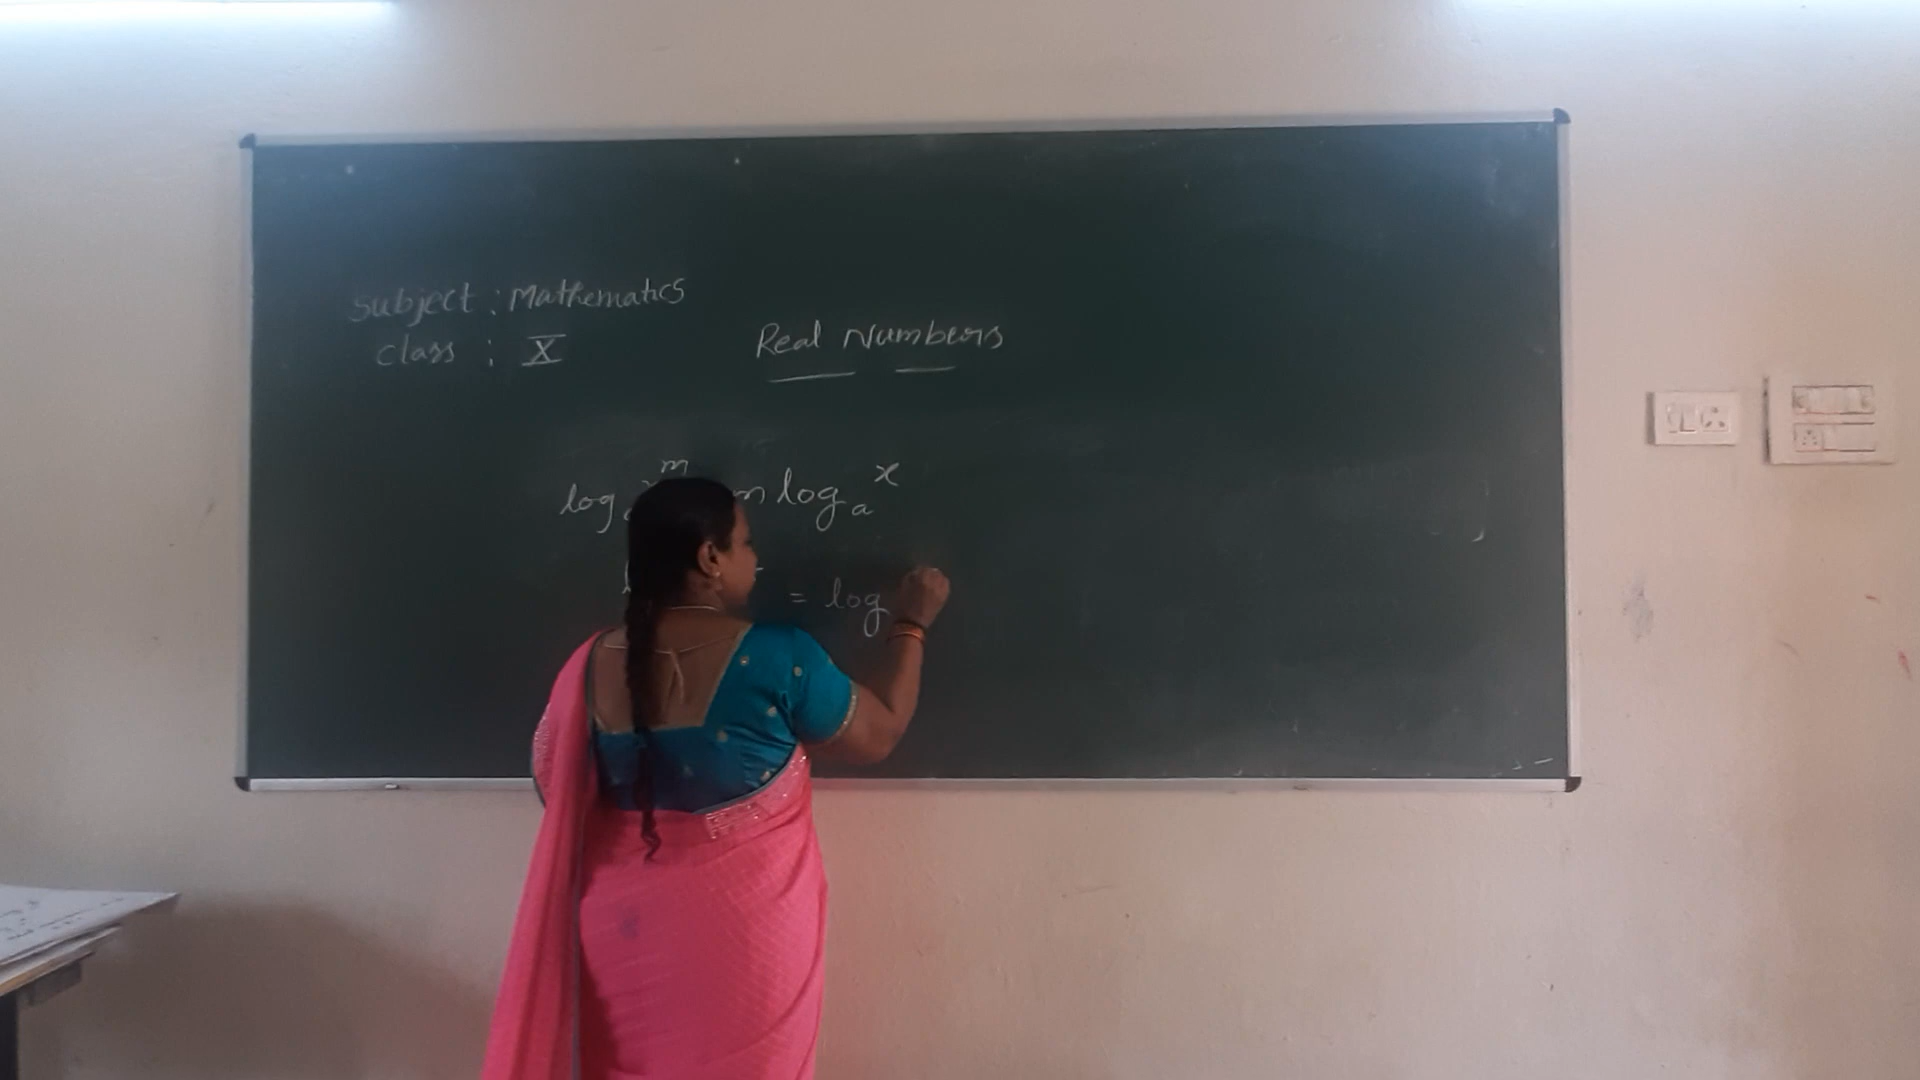 Subject : Mathematics
Class : X
Real Numbers
log m m log a x
= log